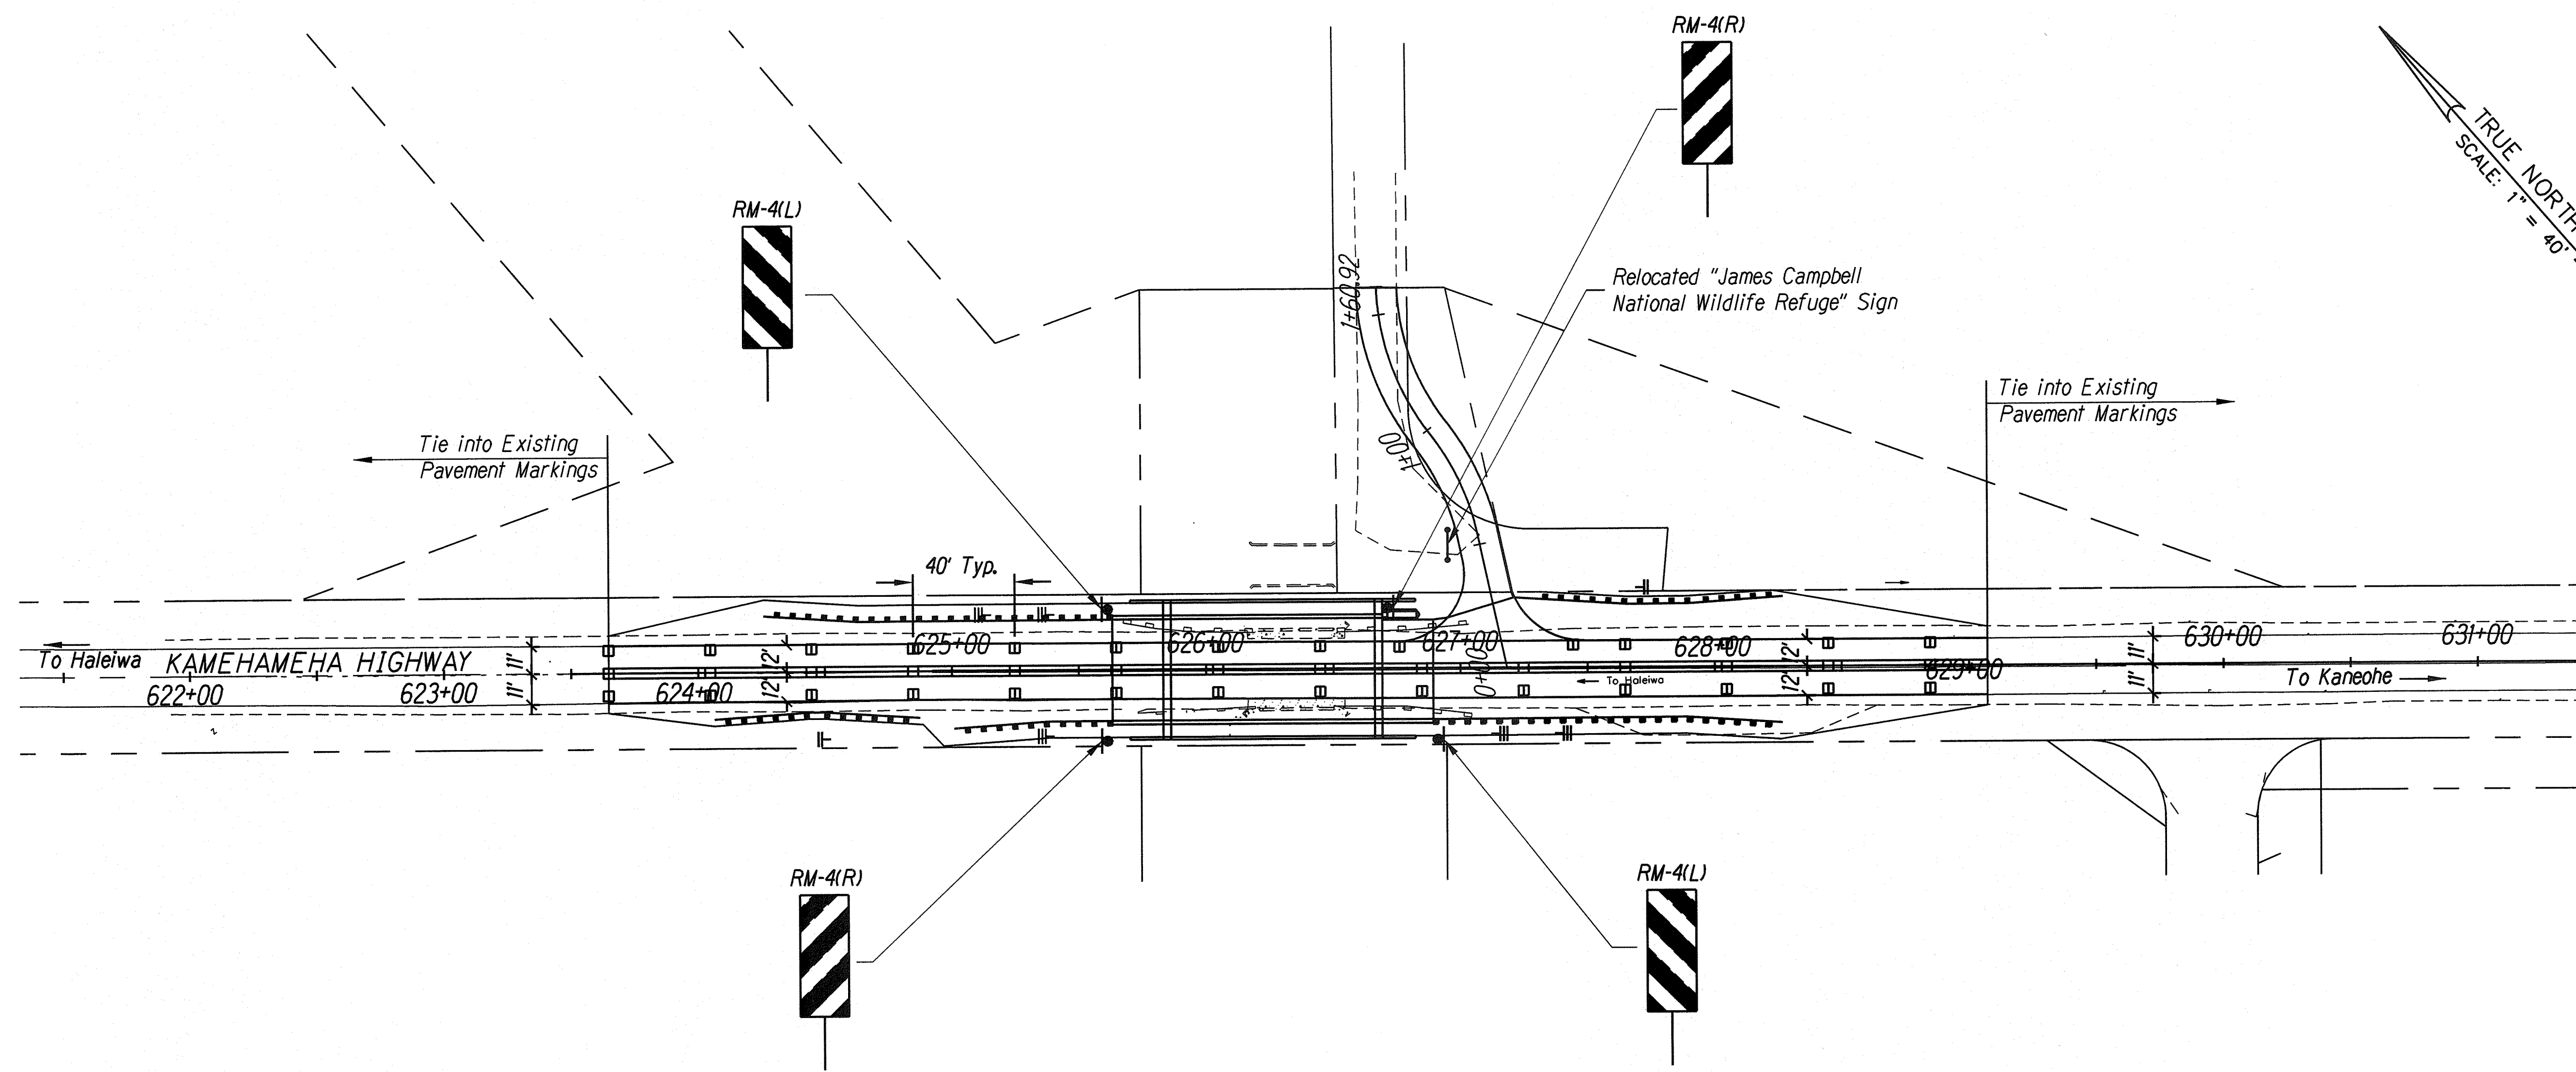 RM-4(R)
TRUE NORTH
SCALE: 1" = 40'
RM-4(L)
1+60.92
Relocated "James Campbell
National Wildlife Refuge" Sign
Tie into Existing
Pavement Markings
Tie into Existing
Pavement Markings
1+00
40' Typ.
To Haleiwa
KAMEHAMEHA HIGHWAY
11'
11'
12'
12'
622+00
623+00
624+00
625+00
626+00
627+00
0+00
628+00
To Haleiwa
12'
12'
629+00
11'
11'
630+00
631+00
To Kaneohe
RM-4(R)
RM-4(L)